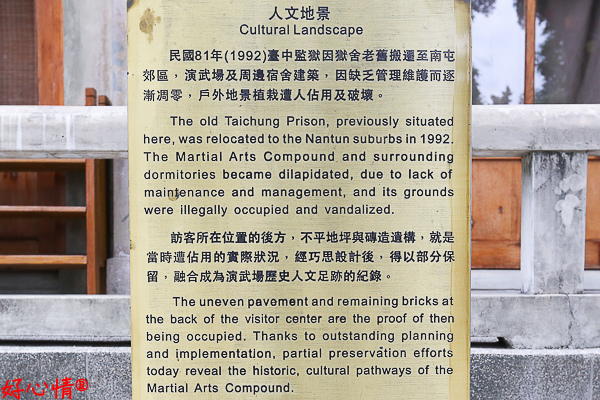 人文地景
Cultural Landscape
民國81年(1992)臺中監獄因獄舍老舊搬遷至南屯
郊區，演武場及周邊宿舍建築，因缺乏管理維護而逐
漸凋零，戶外地景植栽遭人佔用及破壞。
The old Taichung Prison, previously situated
here, was relocated to the Nantun suburbs in 1992.
The Martial Arts Compound and surrounding
dormitories became dilapidated, due to lack of
maintenance and management, and its grounds
were illegally occupied and vandalized.
訪客所在位置的後方，不平地坪與磚造遺構，就是
當時遭佔用的實際狀況，經巧思設計後，得以部分保
留，融合成為演武場歷史人文足跡的紀錄。
The uneven pavement and remaining bricks at
the back of the visitor center are the proof of then
being occupied. Thanks to outstanding planning
and implementation, partial preservation efforts
today reveal the historic, cultural pathways of the
Martial Arts Compound.
好心情